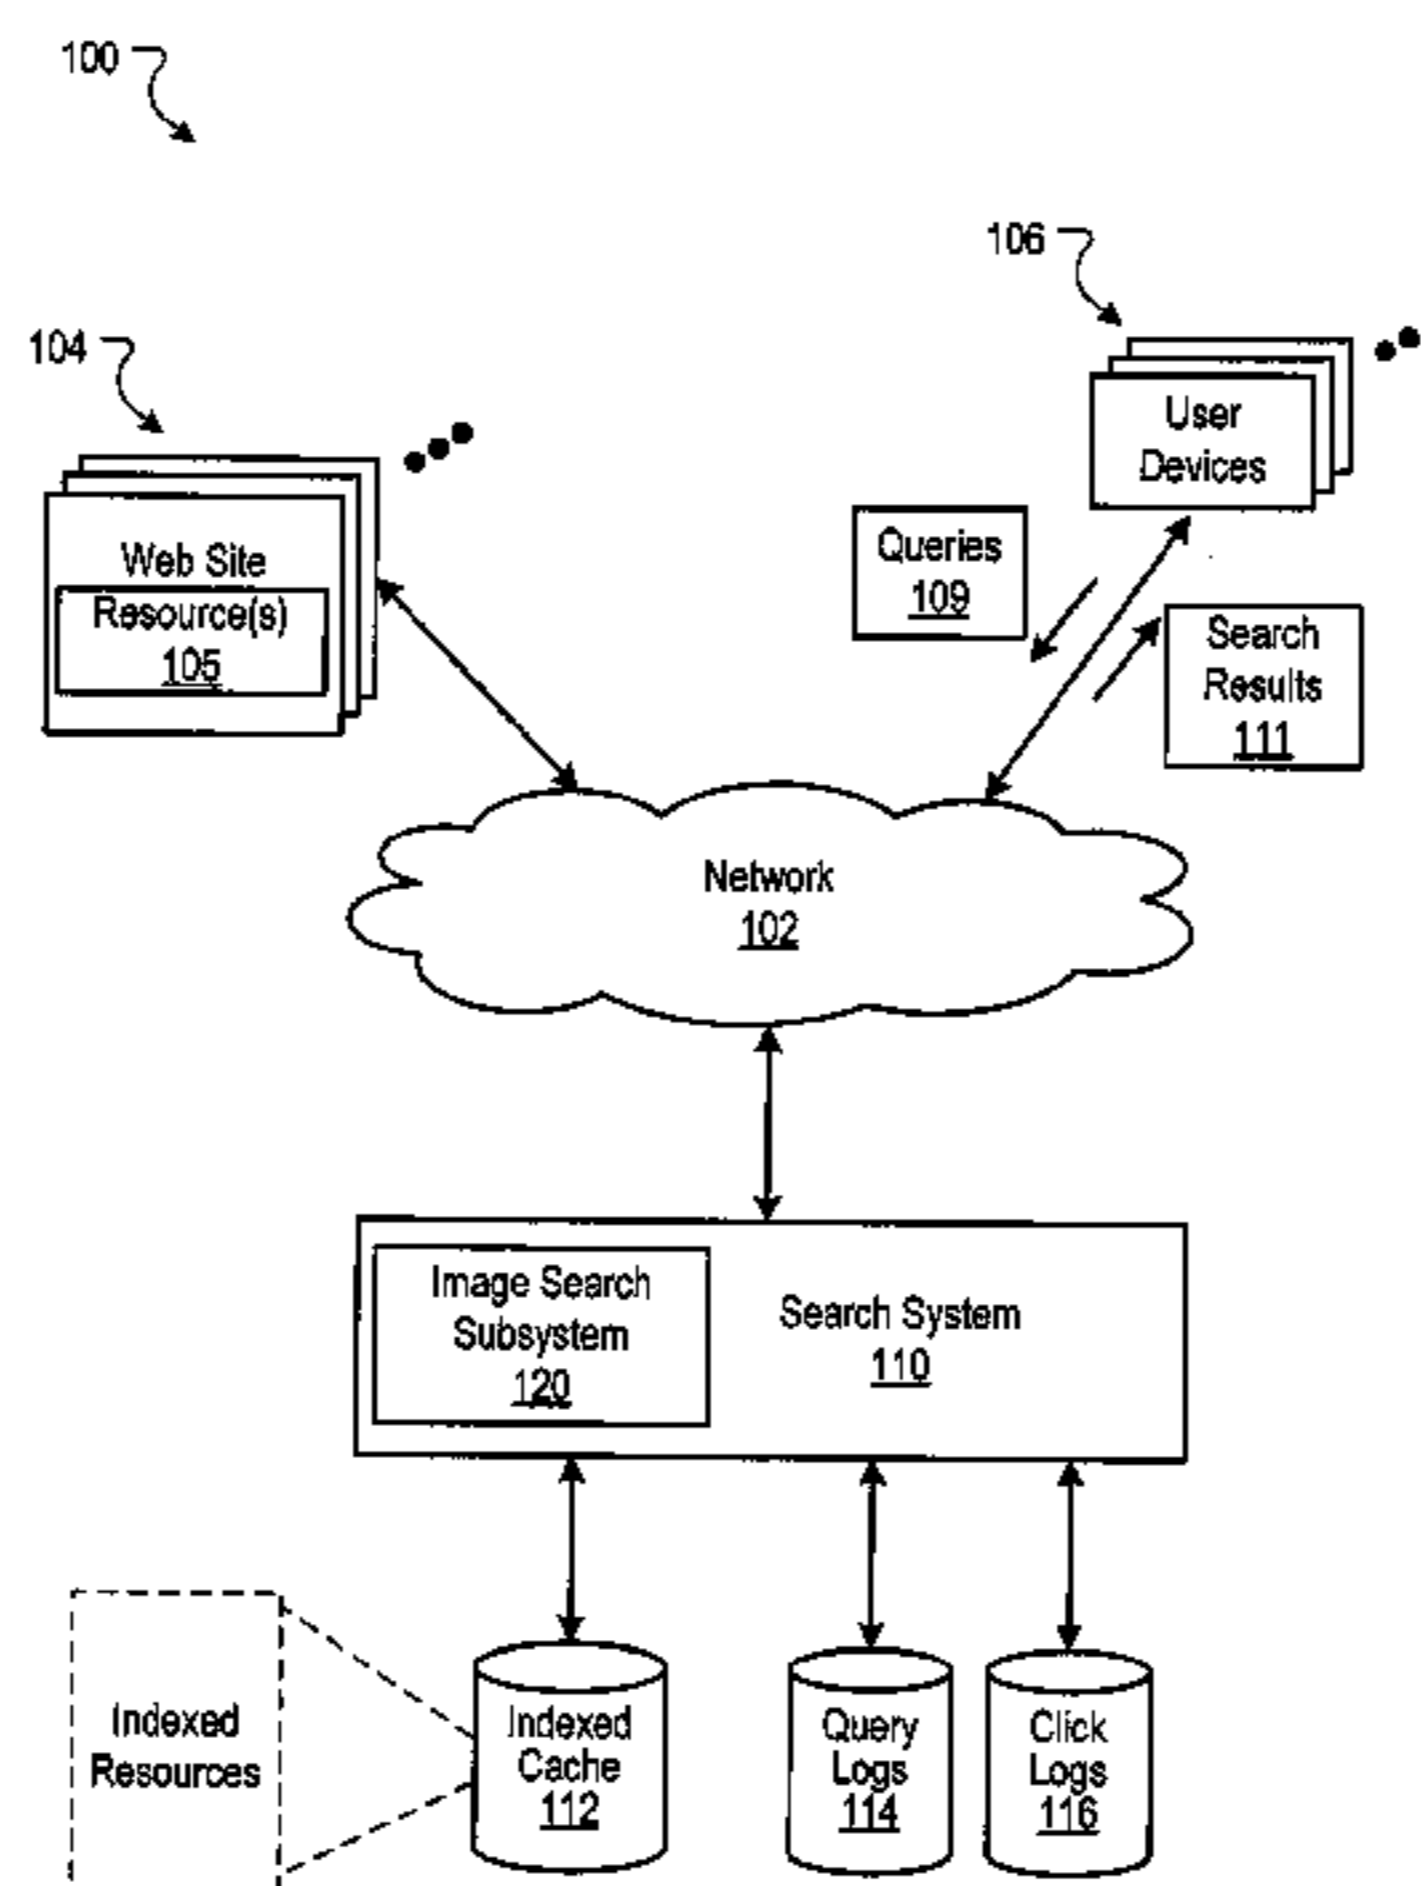 100
106
104
User
Devices
Queries
109
Web Site
Resource(s)
105
Search
Results
111
Network
102
Image Search
Subsystem
120
Search System
110
Indexed
Resources
Indexed
Cache
112
Query
Logs
114
Click
Logs
116